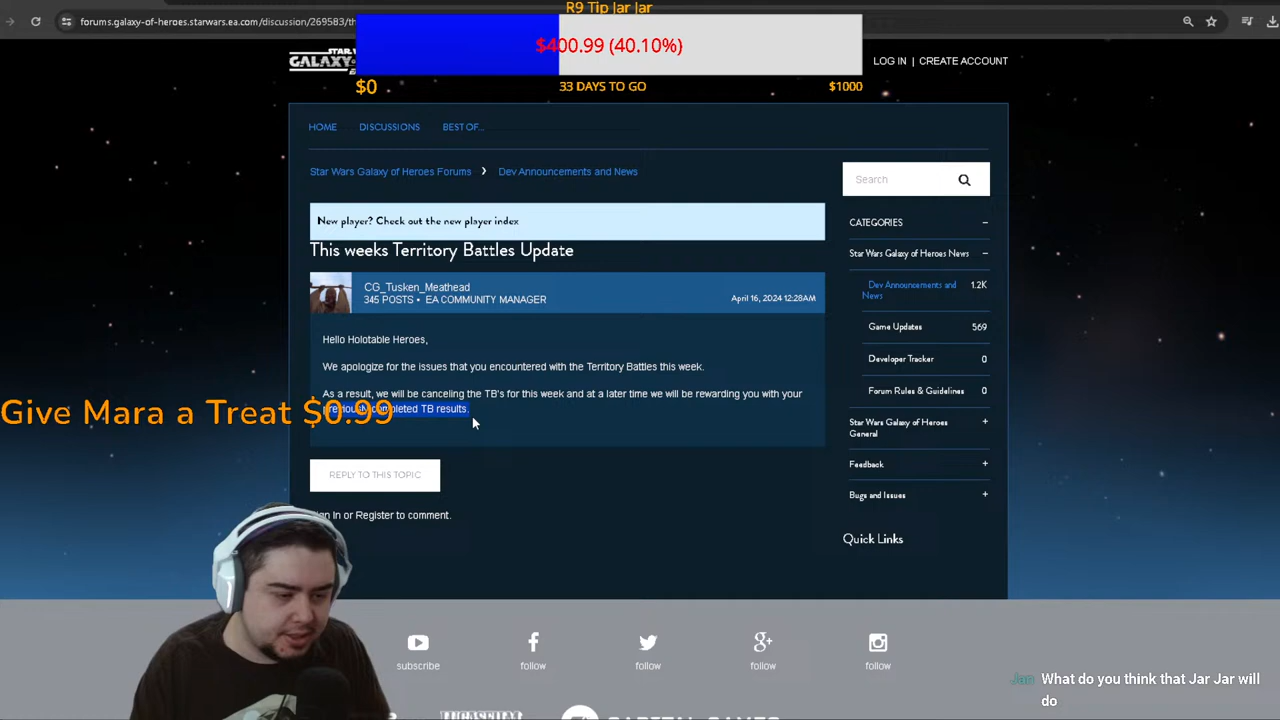 forums.galaxy-of-heroes.starwars.ea.com/discussion/269583/th
R9 Tip Jar Jar
$400.99 (40.10%)
$0
33 DAYS TO GO
$1000
STAR
GALAXY
LOG IN | CREATE ACCOUNT
HOME
DISCUSSIONS
BEST OF...
Star Wars Galaxy of Heroes Forums
Dev Announcements and News
New player? Check out the new player index
This weeks Territory Battles Update
CG_Tusken_Meathead
345 POSTS • EA COMMUNITY MANAGER
April 16, 2024 12:28AM
Hello Holotable Heroes,
We apologize for the issues that you encountered with the Territory Battles this week.
As a result, we will be canceling the TB's for this week and at a later time we will be rewarding you with your
previously completed TB results.
Give Mara a Treat $0.99
REPLY TO THIS TOPIC
Sign In or Register to comment.
Search
CATEGORIES
Star Wars Galaxy of Heroes News
Dev Announcements and
News
1.2K
Game Updates 569
Developer Tracker 0
Forum Rules & Guidelines 0
Star Wars Galaxy of Heroes
General
Feedback
Bugs and Issues
Quick Links
subscribe
follow
follow
follow
follow
Jan What do you think that Jar Jar will
do